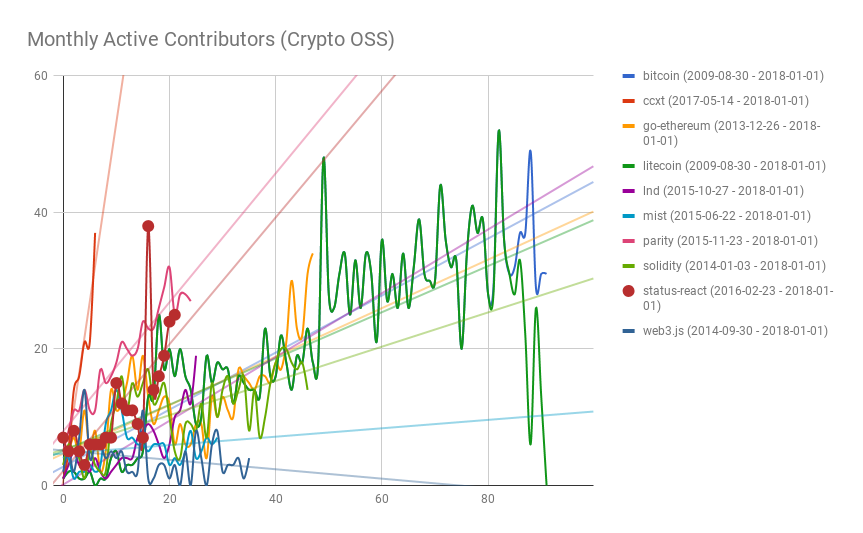 Monthly Active Contributors (Crypto OSS)
60
40
20
0
0
20
40
60
80
bitcoin (2009-08-30 - 2018-01-01)
ccxt (2017-05-14 - 2018-01-01)
go-ethereum (2013-12-26 - 2018-
01-01)
litecoin (2009-08-30 - 2018-01-01)
lnd (2015-10-27 - 2018-01-01)
mist (2015-06-22 - 2018-01-01)
parity (2015-11-23 - 2018-01-01)
solidity (2014-01-03 - 2018-01-01)
status-react (2016-02-23 - 2018-01-
01)
web3.js (2014-09-30 - 2018-01-01)